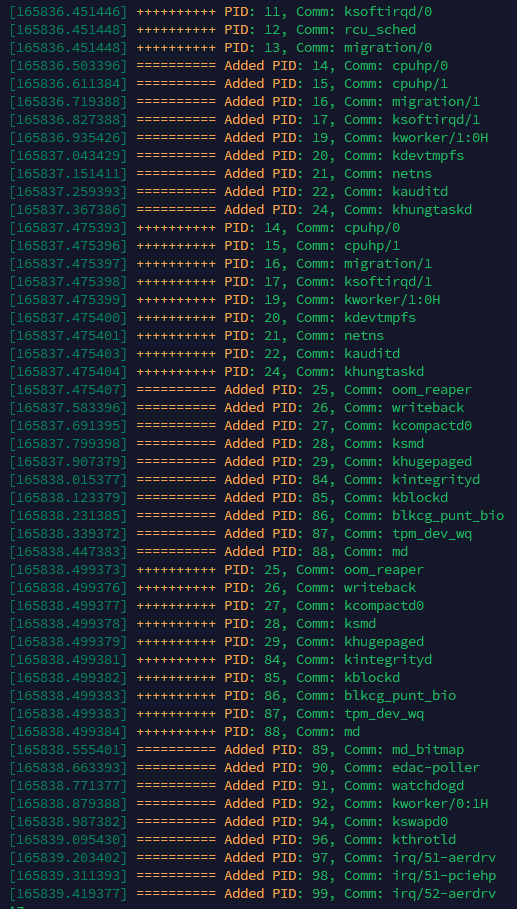 [165836.451446] ++++++++++ PID: 11, Comm: ksoftirqd/0
[165836.451448] ++++++++++ PID: 12, Comm: rcu_sched
[165836.451448] ++++++++++ PID: 13, Comm: migration/0
[165836.503396] ========== Added PID: 14, Comm: cpuhp/0
[165836.611384] ========== Added PID: 15, Comm: cpuhp/1
[165836.719388] ========== Added PID: 16, Comm: migration/1
[165836.827388] ========== Added PID: 17, Comm: ksoftirqd/1
[165836.935426] ========== Added PID: 19, Comm: kworker/1:0H
[165837.043429] ========== Added PID: 20, Comm: kdevtmpfs
[165837.151411] ========== Added PID: 21, Comm: netns
[165837.259393] ========== Added PID: 22, Comm: kauditd
[165837.367386] ========== Added PID: 24, Comm: khungtaskd
[165837.475393] ++++++++++ PID: 14, Comm: cpuhp/0
[165837.475396] ++++++++++ PID: 15, Comm: cpuhp/1
[165837.475397] ++++++++++ PID: 16, Comm: migration/1
[165837.475398] ++++++++++ PID: 17, Comm: ksoftirqd/1
[165837.475399] ++++++++++ PID: 19, Comm: kworker/1:0H
[165837.475400] ++++++++++ PID: 20, Comm: kdevtmpfs
[165837.475401] ++++++++++ PID: 21, Comm: netns
[165837.475403] ++++++++++ PID: 22, Comm: kauditd
[165837.475404] ++++++++++ PID: 24, Comm: khungtaskd
[165837.475407] ========== Added PID: 25, Comm: oom_reaper
[165837.583396] ========== Added PID: 26, Comm: writeback
[165837.691395] ========== Added PID: 27, Comm: kcompactd0
[165837.799398] ========== Added PID: 28, Comm: ksmd
[165837.907379] ========== Added PID: 29, Comm: khugepaged
[165838.015377] ========== Added PID: 84, Comm: kintegrityd
[165838.123379] ========== Added PID: 85, Comm: kblockd
[165838.231385] ========== Added PID: 86, Comm: blkcg_punt_bio
[165838.339372] ========== Added PID: 87, Comm: tpm_dev_wq
[165838.447383] ========== Added PID: 88, Comm: md
[165838.499373] ++++++++++ PID: 25, Comm: oom_reaper
[165838.499376] ++++++++++ PID: 26, Comm: writeback
[165838.499377] ++++++++++ PID: 27, Comm: kcompactd0
[165838.499378] ++++++++++ PID: 28, Comm: ksmd
[165838.499379] ++++++++++ PID: 29, Comm: khugepaged
[165838.499381] ++++++++++ PID: 84, Comm: kintegrityd
[165838.499382] ++++++++++ PID: 85, Comm: kblockd
[165838.499383] ++++++++++ PID: 86, Comm: blkcg_punt_bio
[165838.499383] ++++++++++ PID: 87, Comm: tpm_dev_wq
[165838.499384] ++++++++++ PID: 88, Comm: md
[165838.555401] ========== Added PID: 89, Comm: md_bitmap
[165838.663393] ========== Added PID: 90, Comm: edac-poller
[165838.771377] ========== Added PID: 91, Comm: watchdogd
[165838.879388] ========== Added PID: 92, Comm: kworker/0:1H
[165838.987382] ========== Added PID: 94, Comm: kswapd0
[165839.095430] ========== Added PID: 96, Comm: kthrotld
[165839.203402] ========== Added PID: 97, Comm: irq/51-aerdrv
[165839.311393] ========== Added PID: 98, Comm: irq/51-pciehp
[165839.419377] ========== Added PID: 99, Comm: irq/52-aerdrv